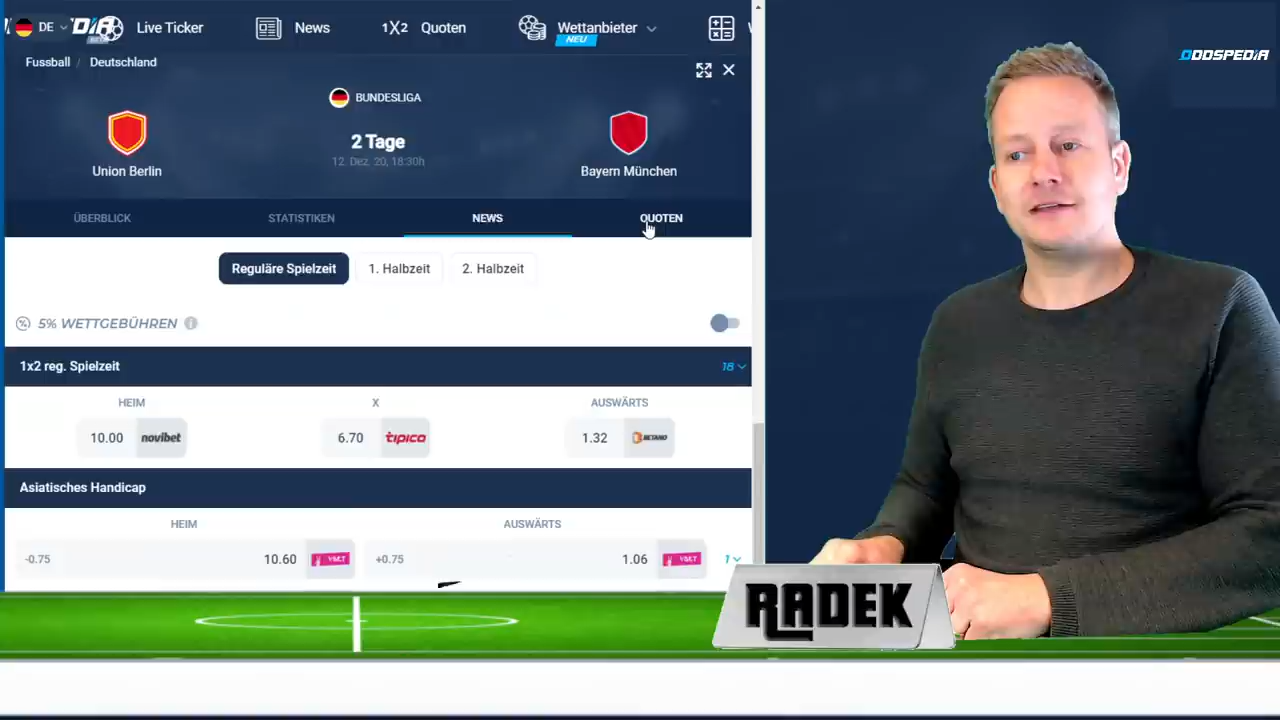 DE
Live Ticker
News
1X2 Quoten
Wettanbieter
NEU
Fussball / Deutschland
BUNDESLIGA
2 Tage
12. Dez. 20, 18:30h
Union Berlin
Bayern München
ÜBERBLICK
STATISTIKEN
NEWS
QUOTEN
Reguläre Spielzeit
1. Halbzeit
2. Halbzeit
5% WETTGEBÜHREN
1x2 reg. Spielzeit
18
HEIM
X
AUSWÄRTS
10.00 novibet
6.70 tipico
1.32 BETANO
Asiatisches Handicap
HEIM
AUSWÄRTS
-0.75
10.60
+0.75
1.06
1
ODDSPEDIA
RADEK